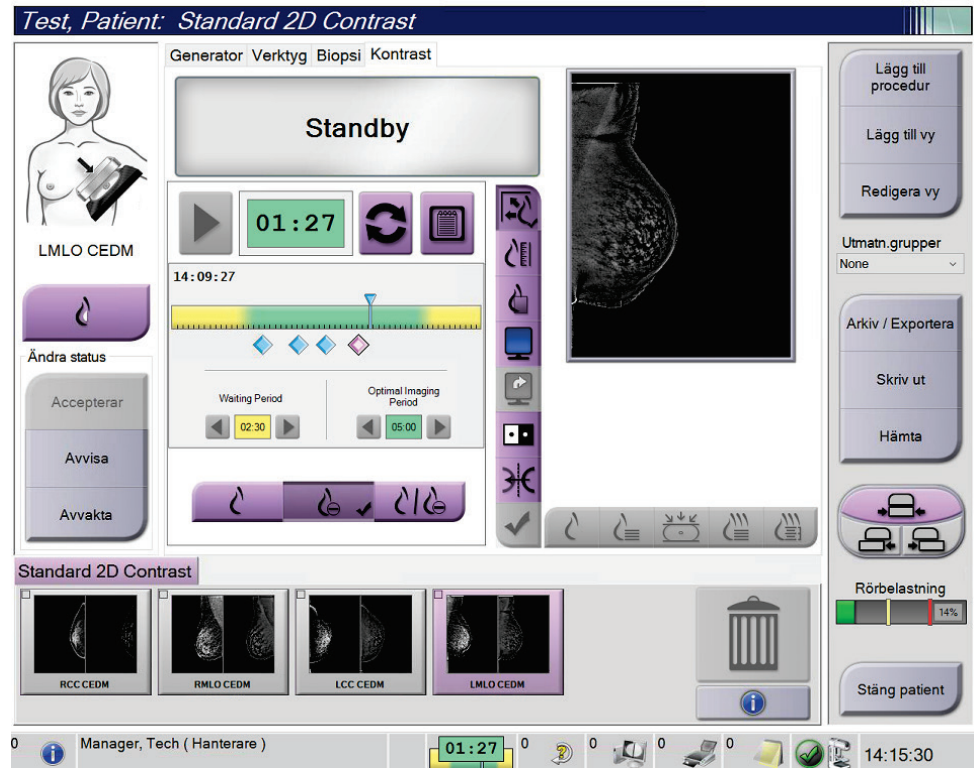 Test, Patient: Standard 2D Contrast
Generator Verktyg Biopsi Kontrast
Standby
LMLO CEDM
01:27
14:09:27
Waiting Period
Optimal Imaging
Period
02:30
05:00
Ändra status
Accepterar
Avvisa
Avvakta
Lägg till
procedur
Lägg till vy
Redigera vy
Utmatn.grupper
None
Arkiv / Exportera
Skriv ut
Hämta
Rörbelastning
14%
Stäng patient
Standard 2D Contrast
RCC CEDM
RMLO CEDM
LCC CEDM
LMLO CEDM
0 Manager, Tech ( Hanterare ) 01:27 0 0 0 0 14:15:30